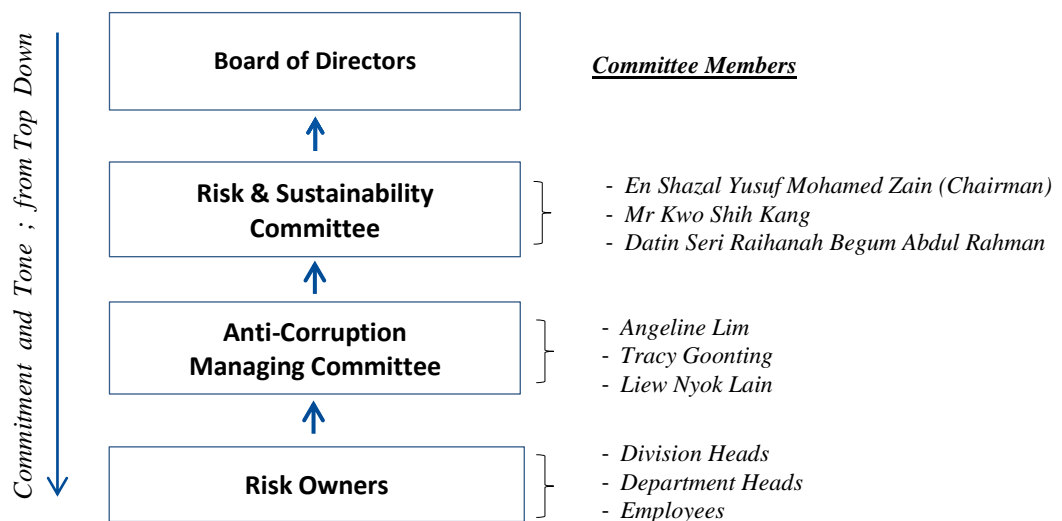 Commitment and Tone ; from Top Down
Board of Directors
Committee Members
Risk & Sustainability
Committee
- En Shazal Yusuf Mohamed Zain (Chairman)
- Mr Kwo Shih Kang
- Datin Seri Raihanah Begum Abdul Rahman
Anti-Corruption
Managing Committee
- Angeline Lim
- Tracy Goonting
- Liew Nyok Lain
Risk Owners
- Division Heads
- Department Heads
- Employees